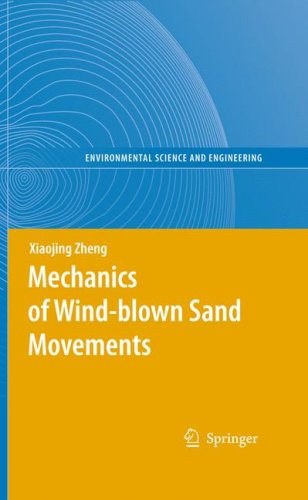 ENVIRONMENTAL SCIENCE AND ENGINEERING
Xiaojing Zheng
Mechanics
of Wind-blown Sand
Movements
Springer